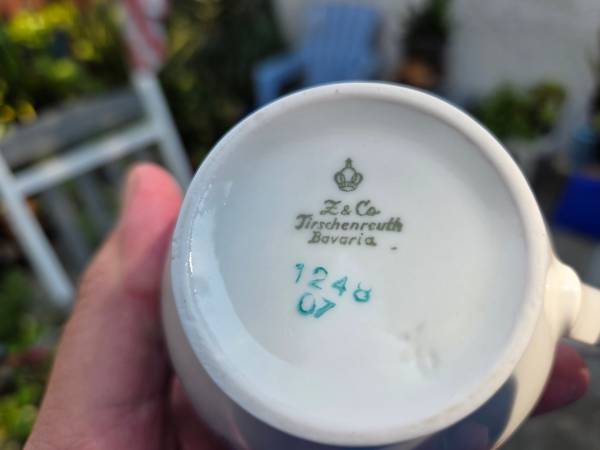 Z & Co
Tirschenreuth
Bavaria
1248
07